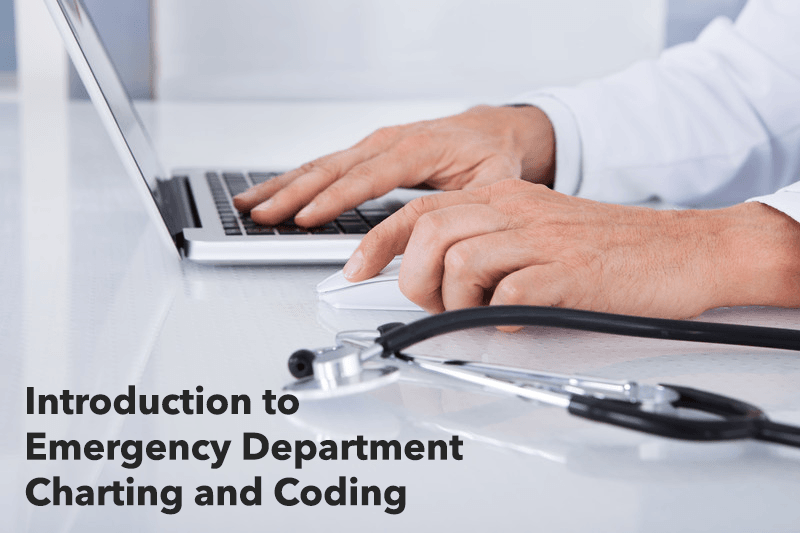 Introduction to
Emergency Department
Charting and Coding